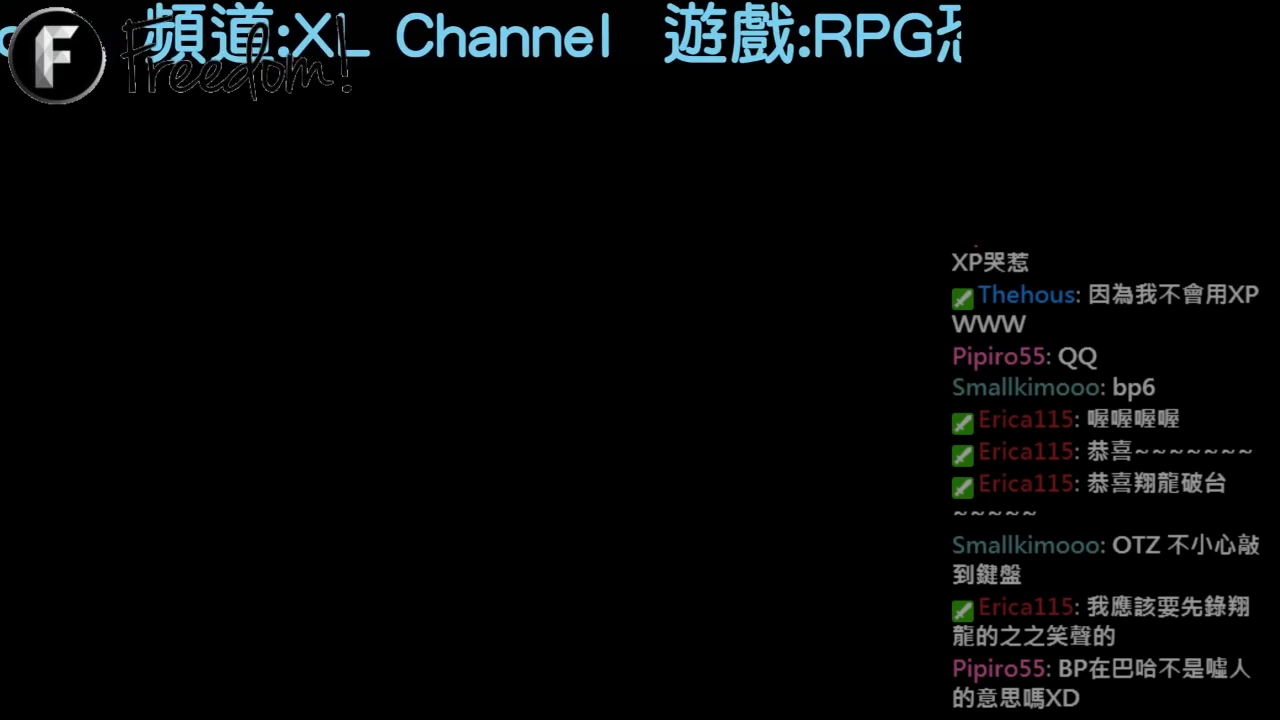 頻道:XL Channel 遊戲:RPG恐
F Freedom!
XP哭惹
Thehous: 因為我不會用XP
WWW
Pipiro55: QQ
Smallkimooo: bp6
Erica115: 喔喔喔喔
Erica115: 恭喜~~~~~~~
Erica115: 恭喜翔龍破台
~~~~~
Smallkimooo: OTZ 不小心敲
到鍵盤
Erica115: 我應該要先錄翔
龍的之之笑聲的
Pipiro55: BP在巴哈不是噓人
的意思嗎XD